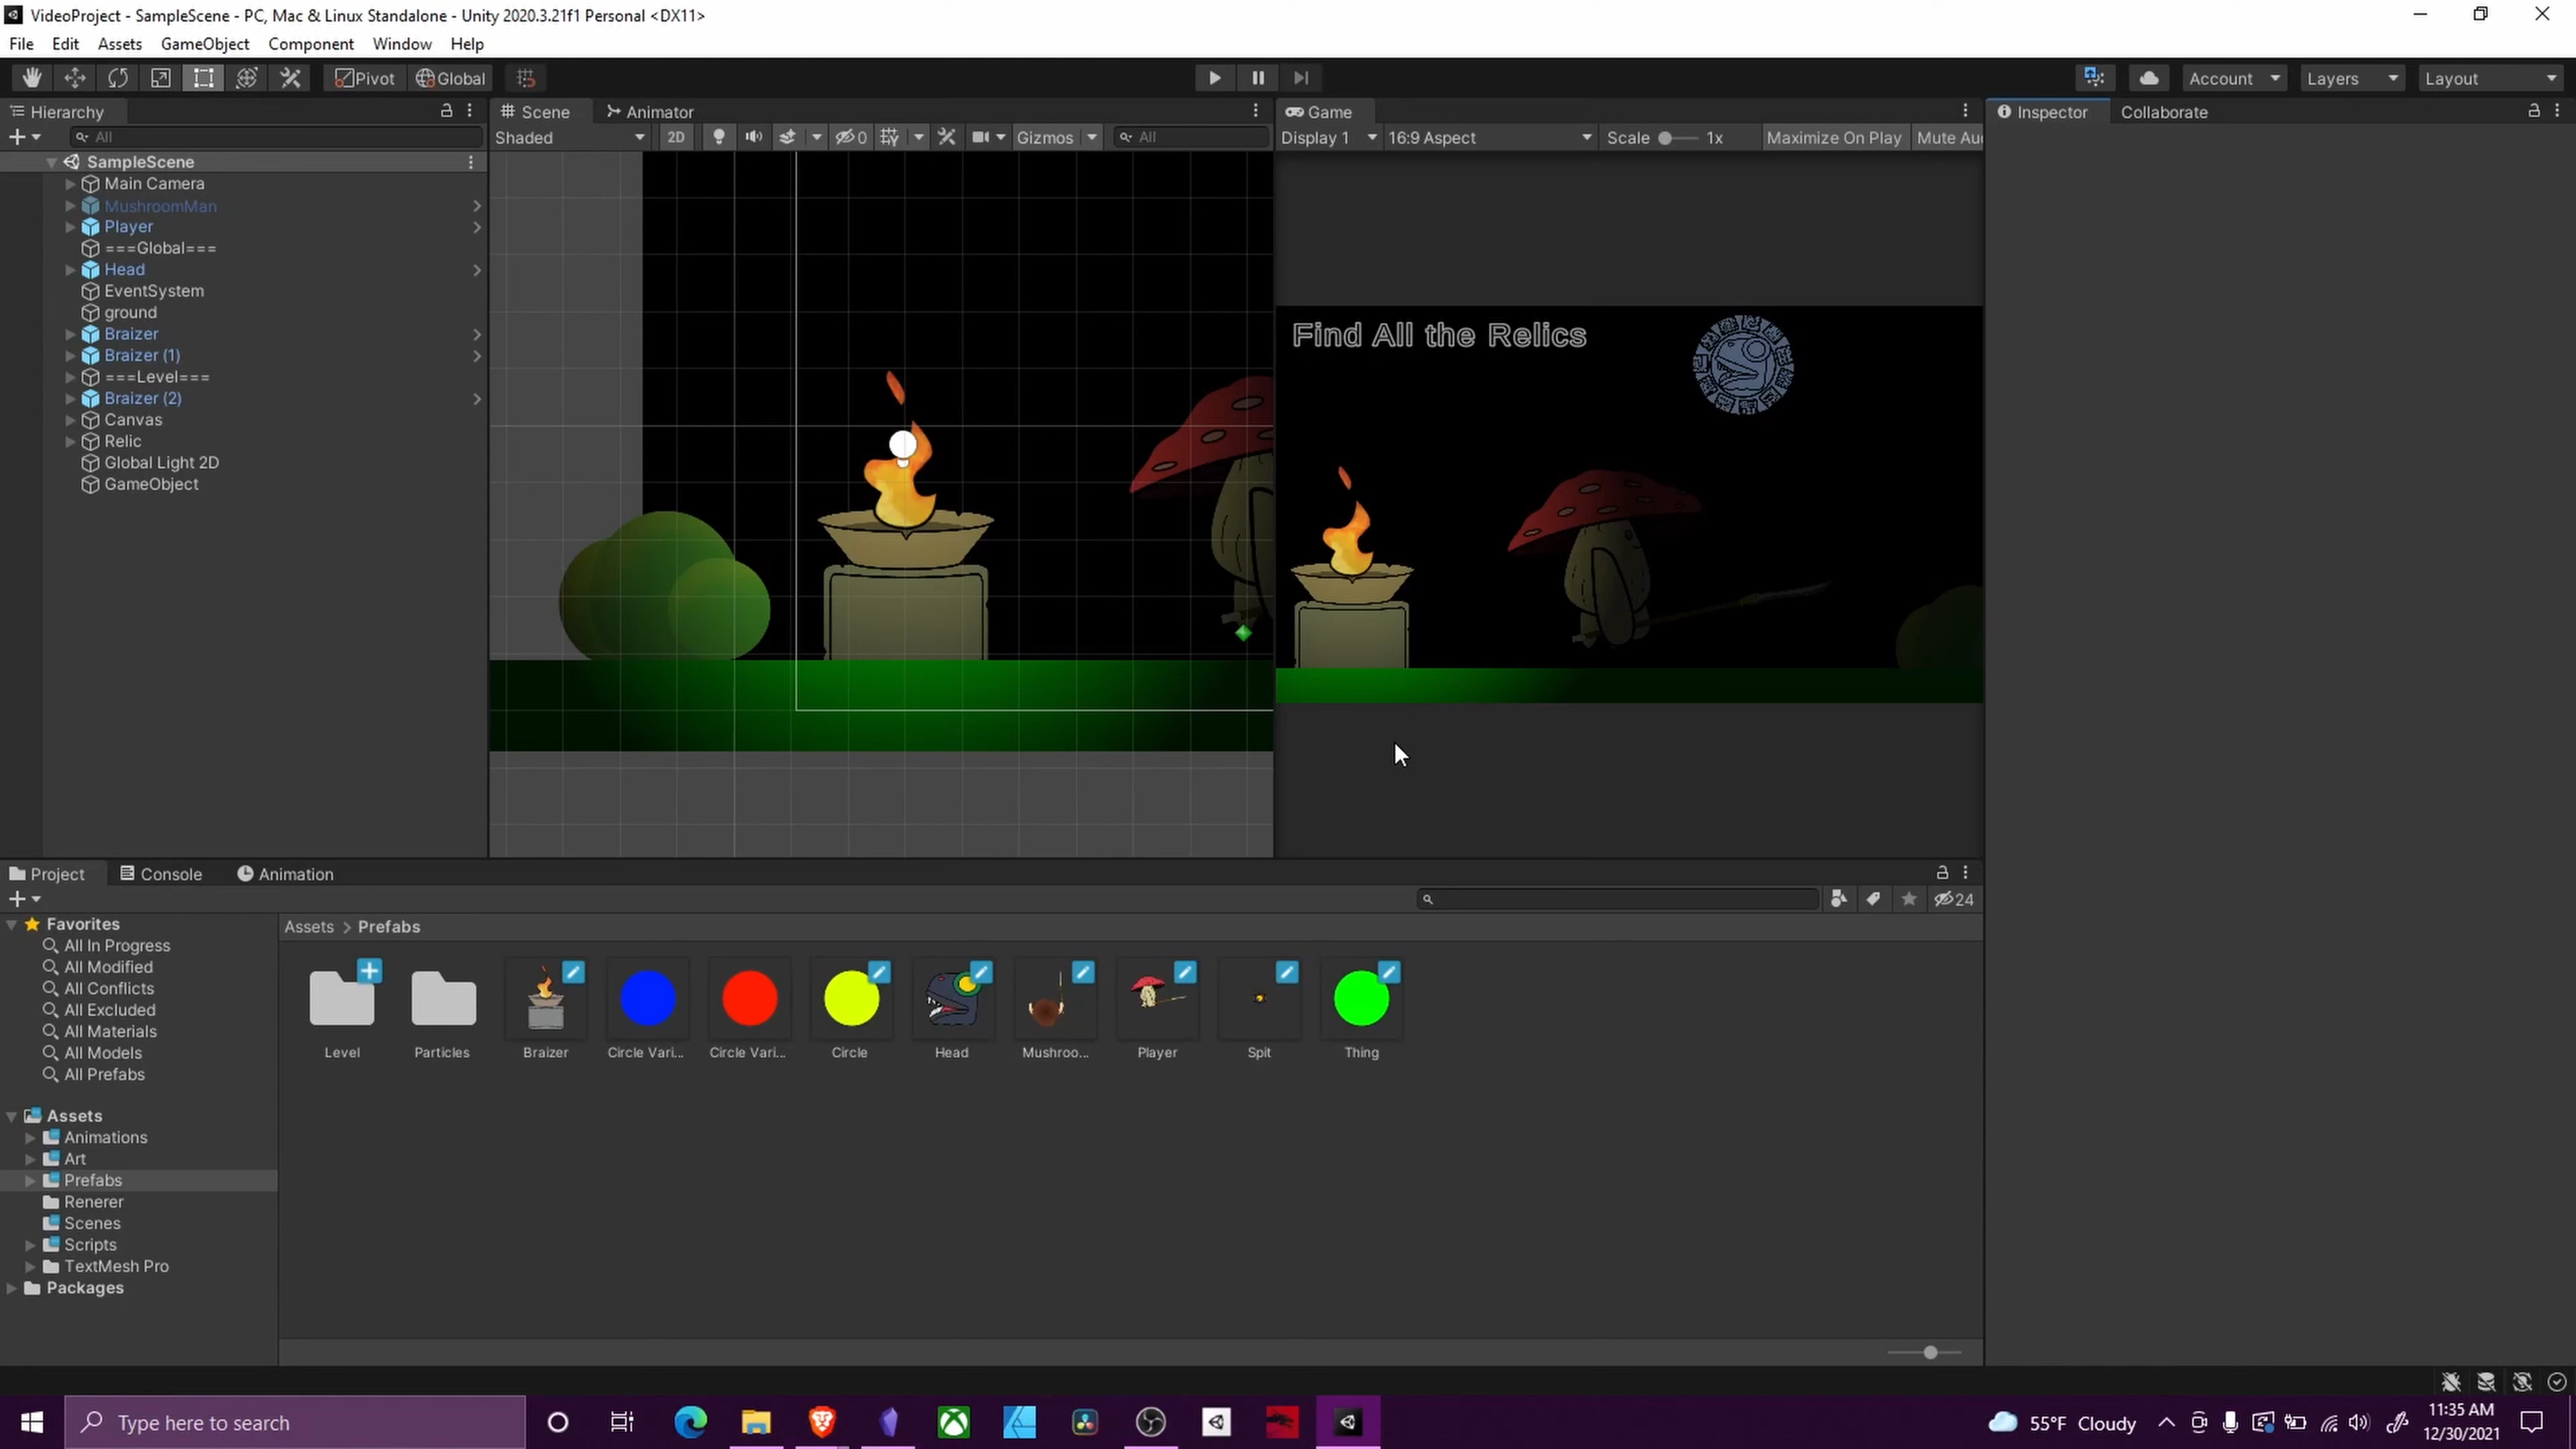 VideoProject - SampleScene - PC, Mac & Linux Standalone - Unity 2020.3.21f1 Personal <DX11>
File Edit Assets GameObject Component Window Help
Pivot Global Account Layers Layout
Hierarchy
All
SampleScene
Main Camera
MushroomMan
Player
===Global===
Head
EventSystem
ground
Braizer
Braizer (1)
===Level===
Braizer (2)
Canvas
Relic
Global Light 2D
GameObject
Scene Animator
Shaded 2D 0 Gizmos All
Game
Display 1 16:9 Aspect Scale 1x Maximize On Play Mute Au
Find All the Relics
Inspector Collaborate
Project Console Animation
24
Favorites
All In Progress
All Modified
All Conflicts
All Excluded
All Materials
All Models
All Prefabs
Assets
Animations
Art
Prefabs
Renerer
Scenes
Scripts
TextMesh Pro
Packages
Assets > Prefabs
Level Particles Braizer Circle Vari... Circle Vari... Circle Head Mushroo... Player Spit Thing
Type here to search
55°F Cloudy
11:35 AM
12/30/2021